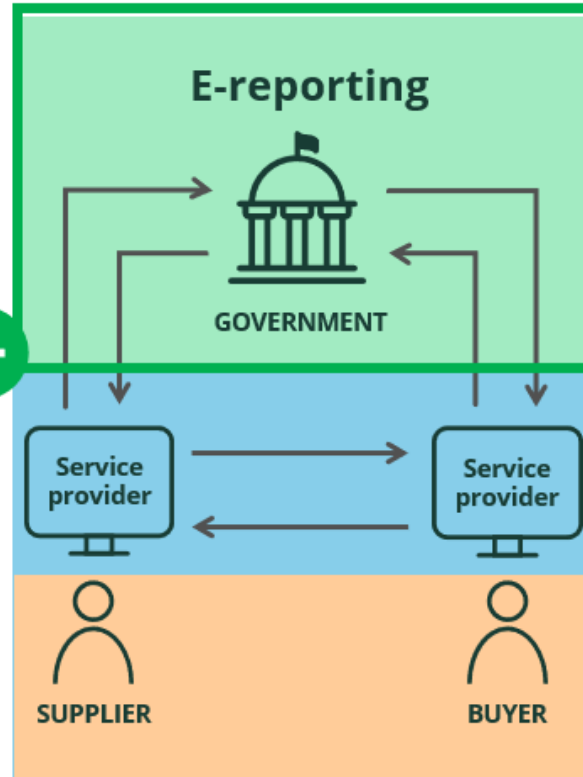 E-reporting
GOVERNMENT
Service
provider
Service
provider
SUPPLIER
BUYER